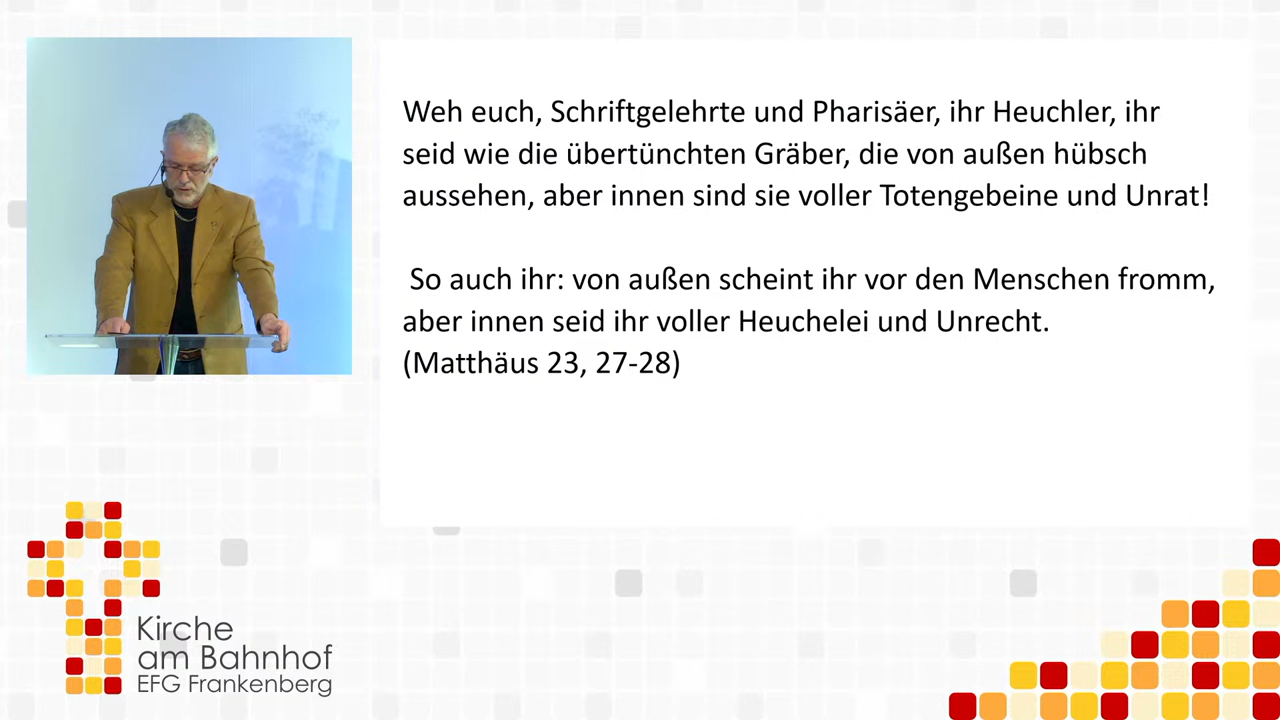 Weh euch, Schriftgelehrte und Pharisäer, ihr Heuchler, ihr
seid wie die übertünchten Gräber, die von außen hübsch
aussehen, aber innen sind sie voller Totengebeine und Unrat!
So auch ihr: von außen scheint ihr vor den Menschen fromm,
aber innen seid ihr voller Heuchelei und Unrecht.
(Matthäus 23, 27-28)
Kirche
am Bahnhof
EFG Frankenberg